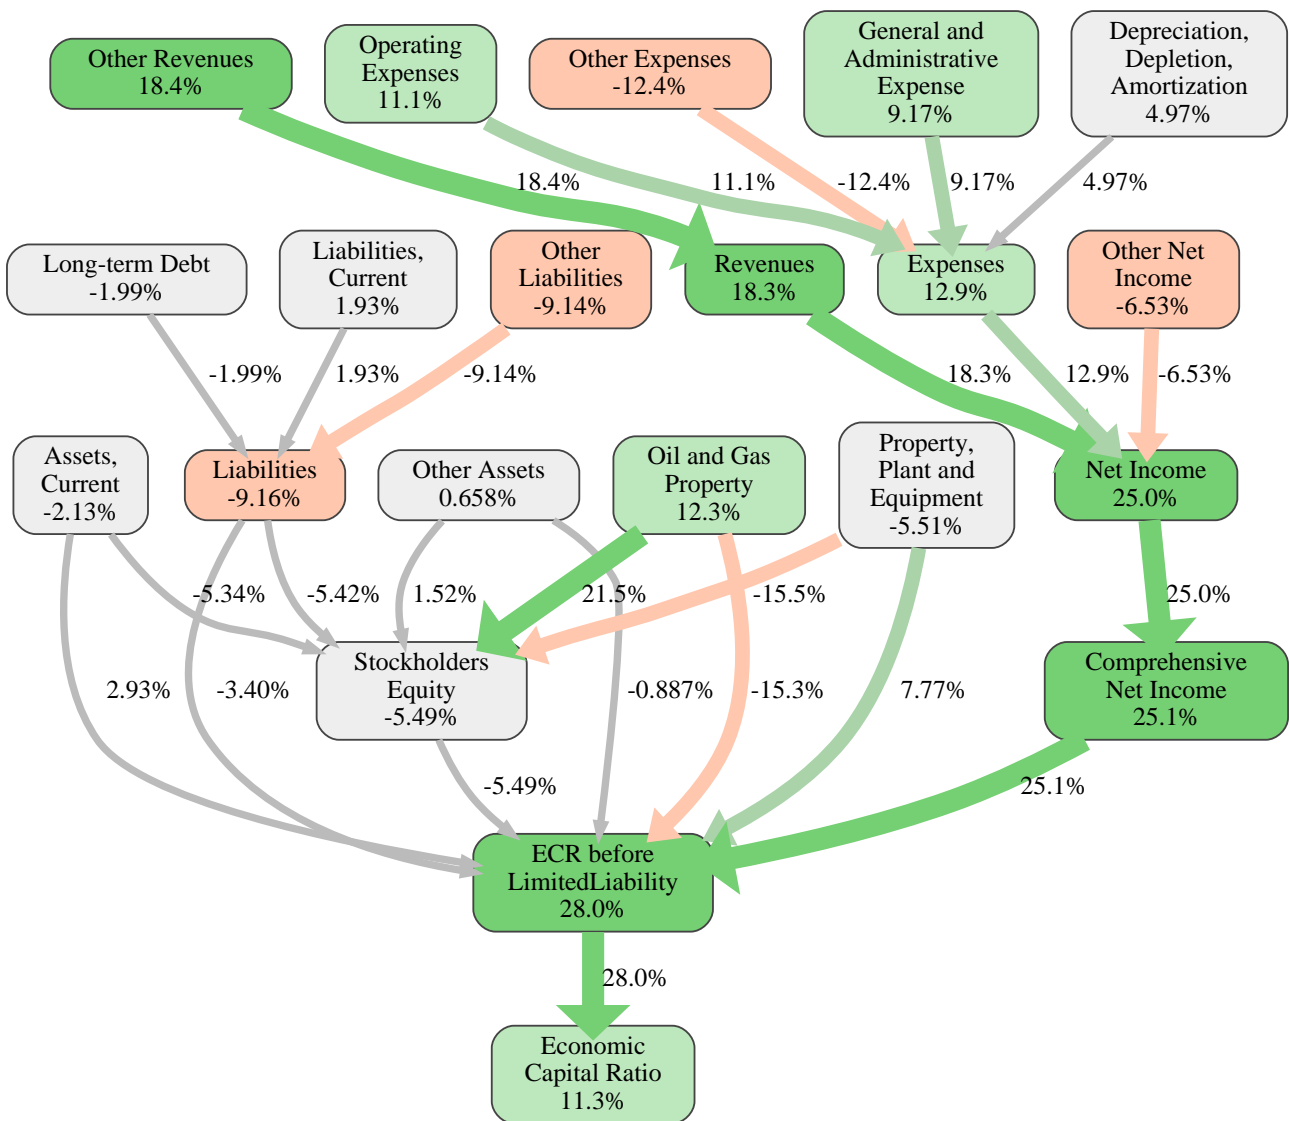 Other Revenues
18.4%
Operating
Expenses
11.1%
Other Expenses
-12.4%
General and
Administrative
Expense
9.17%
Depreciation,
Depletion,
Amortization
4.97%
18.4%
11.1%
-12.4%
9.17%
4.97%
Long-term Debt
-1.99%
Liabilities,
Current
1.93%
Other
Liabilities
-9.14%
Revenues
18.3%
Expenses
12.9%
Other Net
Income
-6.53%
-1.99%
1.93%
-9.14%
18.3%
12.9%
-6.53%
Assets,
Current
-2.13%
Liabilities
-9.16%
Other Assets
0.658%
Oil and Gas
Property
12.3%
Property,
Plant and
Equipment
-5.51%
Net Income
25.0%
-5.34%
-5.42%
1.52%
21.5%
-15.5%
25.0%
2.93%
-3.40%
Stockholders
Equity
-5.49%
-0.887%
-15.3%
7.77%
Comprehensive
Net Income
25.1%
-5.49%
25.1%
ECR before
LimitedLiability
28.0%
28.0%
Economic
Capital Ratio
11.3%